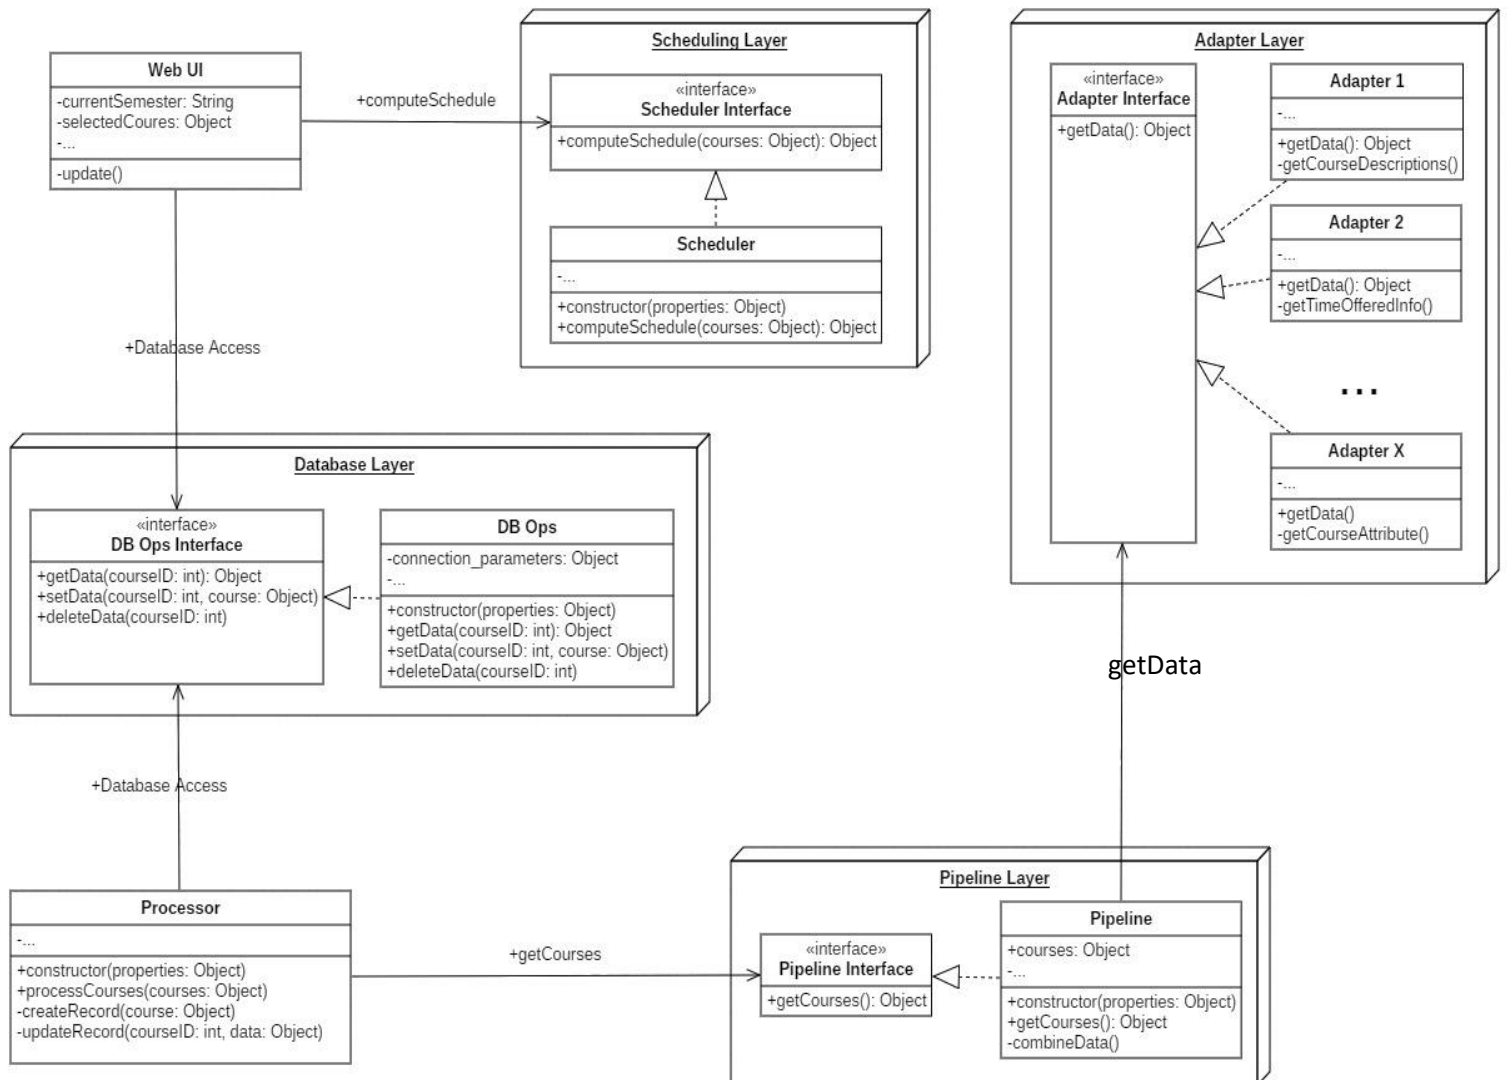 Web UI
-currentSemester: String
-selectedCoures: Object
-...
-update()
+computeSchedule
Scheduling Layer
«interface»
Scheduler Interface
+computeSchedule(courses: Object): Object
Scheduler
-...
+constructor(properties: Object)
+computeSchedule(courses: Object): Object
Adapter Layer
«interface»
Adapter Interface
+getData(): Object
Adapter 1
-...
+getData(): Object
-getCourseDescriptions()
Adapter 2
-...
+getData(): Object
-getTimeOfferedInfo()
...
Adapter X
-...
+getData()
-getCourseAttribute()
+Database Access
Database Layer
«interface»
DB Ops Interface
+getData(courseID: int): Object
+setData(courseID: int, course: Object)
+deleteData(courseID: int)
DB Ops
-connection_parameters: Object
-...
+constructor(properties: Object)
+getData(courseID: int): Object
+setData(courseID: int, course: Object)
+deleteData(courseID: int)
getData
+Database Access
Processor
-...
+constructor(properties: Object)
+processCourses(courses: Object)
-createRecord(course: Object)
-updateRecord(courseID: int, data: Object)
+getCourses
Pipeline Layer
«interface»
Pipeline Interface
+getCourses(): Object
Pipeline
+courses: Object
-...
+constructor(properties: Object)
+getCourses(): Object
-combineData()